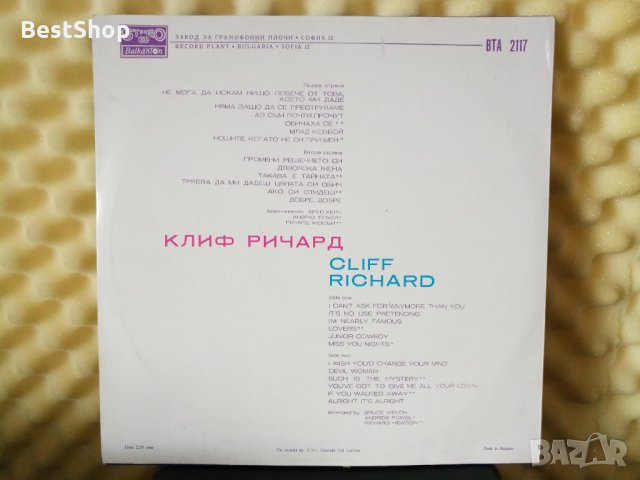 BestShop
STEREO
Balkanton
ЗАВОД ЗА ГРАМОФОННИ ПЛОЧИ • СОФИЯ 12
RECORD PLANT • BULGARIA • SOFIA 12
ВТА 2117
Първа страна
НЕ МОГА ДА ИСКАМ НИЩО ПОВЕЧЕ ОТ ТОВА,
КОЕТО МИ ДАДЕ
НЯМА ЗАЩО ДА СЕ ПРЕСТРУВАМЕ
АЗ СЪМ ПОЧТИ ПРОЧУТ
ОБИЧАХА СЕ**
МЛАД КОВБОЙ
НОЩИТЕ, КОГАТО НЕ СИ ПРИ МЕН*
Втора страна
ПРОМЕНИ РЕШЕНИЕТО СИ
ДЯВОЛСКА ЖЕНА
ТАКАВА Е ТАЙНАТА**
ТРЯБВА ДА МИ ДАДЕШ ЦЯЛАТА СИ ОБИЧ
АКО СИ ОТИДЕШ**
ДОБРЕ, ДОБРЕ
КЛИФ РИЧАРД
CLIFF
RICHARD
Side one
I CAN'T ASK FOR ANYMORE THAN YOU
IT'S NO USE PRETENDING
I'M NEARLY FAMOUS
LOVERS**
JUNIOR COWBOY
MISS YOU NIGHTS*
Side two
I WISH YOU'D CHANGE YOUR MIND
DEVIL WOMAN
SUCH IS THE MYSTERY**
YOU'VE GOT TO GIVE ME ALL YOUR LOVIN
IF YOU WALKED AWAY**
ALRIGHT, IT'S ALRIGHT
Arranged by: BRUCE WELCH
ANDREW POWEL*
RICHARD HEWSON**
Made in Bulgaria
BAZAR